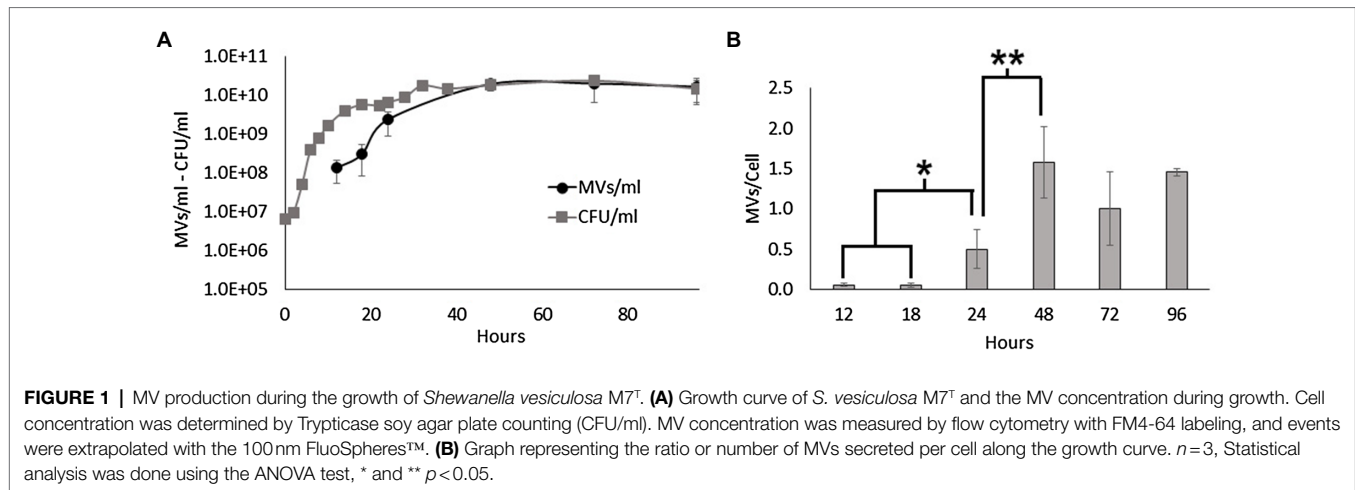 A
1.0E+11
1.0E+10
1.0E+09
1.0E+08
1.0E+07
1.0E+06
1.0E+05
MVs/ml - CFU/ml
MVs/ml
CFU/ml
0 20 40 60 80
Hours
B
**
*
2.5
2.0
1.5
1.0
0.5
0.0
MVs/Cell
12 18 24 48 72 96
Hours
FIGURE 1 | MV production during the growth of Shewanella vesiculosa M7ᵀ. (A) Growth curve of S. vesiculosa M7ᵀ and the MV concentration during growth. Cell
concentration was determined by Trypticase soy agar plate counting (CFU/ml). MV concentration was measured by flow cytometry with FM4-64 labeling, and events
were extrapolated with the 100 nm FluoSpheres™. (B) Graph representing the ratio or number of MVs secreted per cell along the growth curve. n = 3, Statistical
analysis was done using the ANOVA test, * and ** p < 0.05.